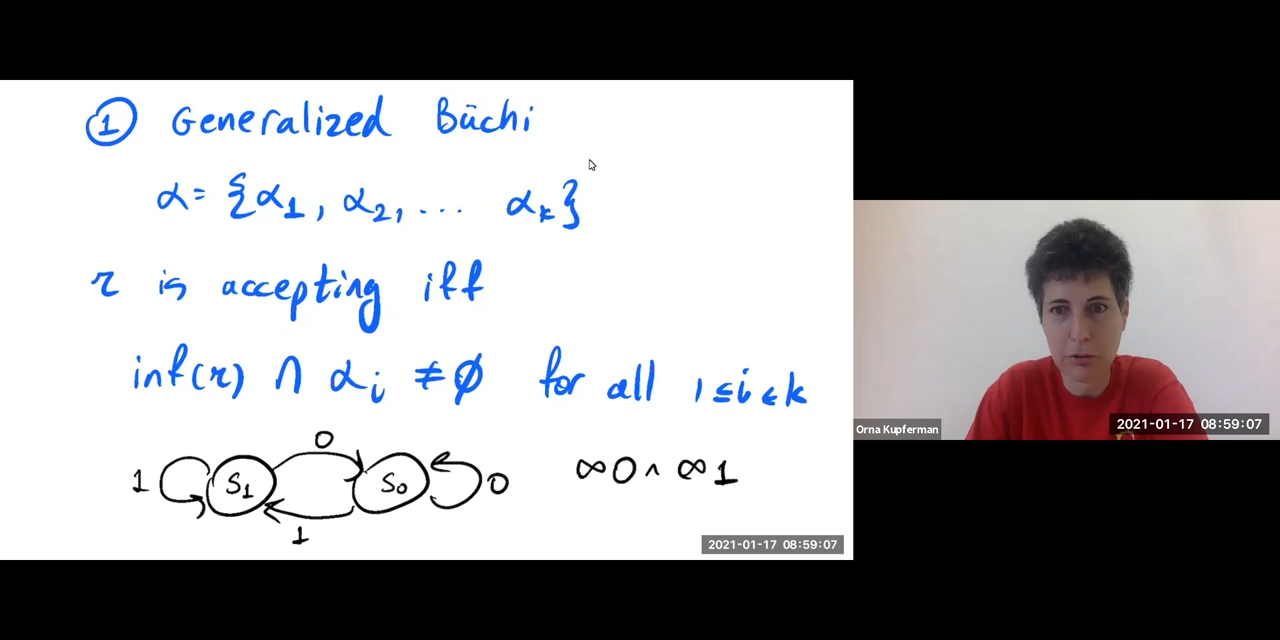 ① Generalized Büchi
α = {α1, α2, ... αk}
r is accepting iff
inf(r) ∩ αi ≠ ∅ for all 1≤i≤k
0
1 S1 S0 0 ∞0 ∧ ∞1
1
2021-01-17 08:59:07
Orna Kupferman
2021-01-17 08:59:07